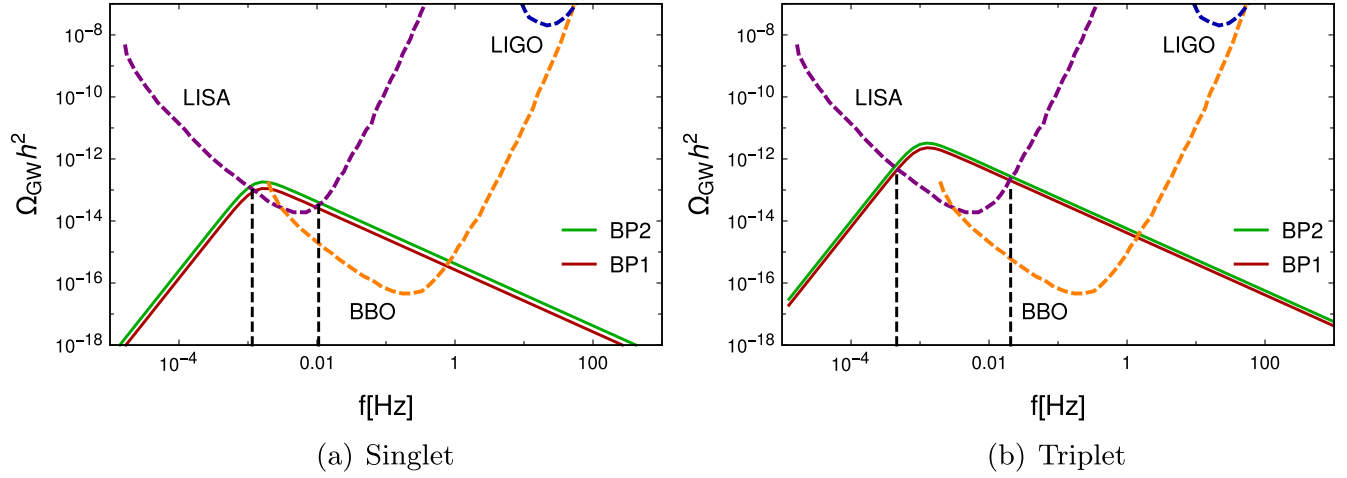 10⁻⁸
10⁻¹⁰
10⁻¹²
10⁻¹⁴
10⁻¹⁶
10⁻¹⁸
Ω_GW h²
LISA
LIGO
BP2
BP1
BBO
10⁻⁴
0.01
1
100
f[Hz]
(a) Singlet
10⁻⁸
10⁻¹⁰
10⁻¹²
10⁻¹⁴
10⁻¹⁶
10⁻¹⁸
Ω_GW h²
LISA
LIGO
BP2
BP1
BBO
10⁻⁴
0.01
1
100
f[Hz]
(b) Triplet